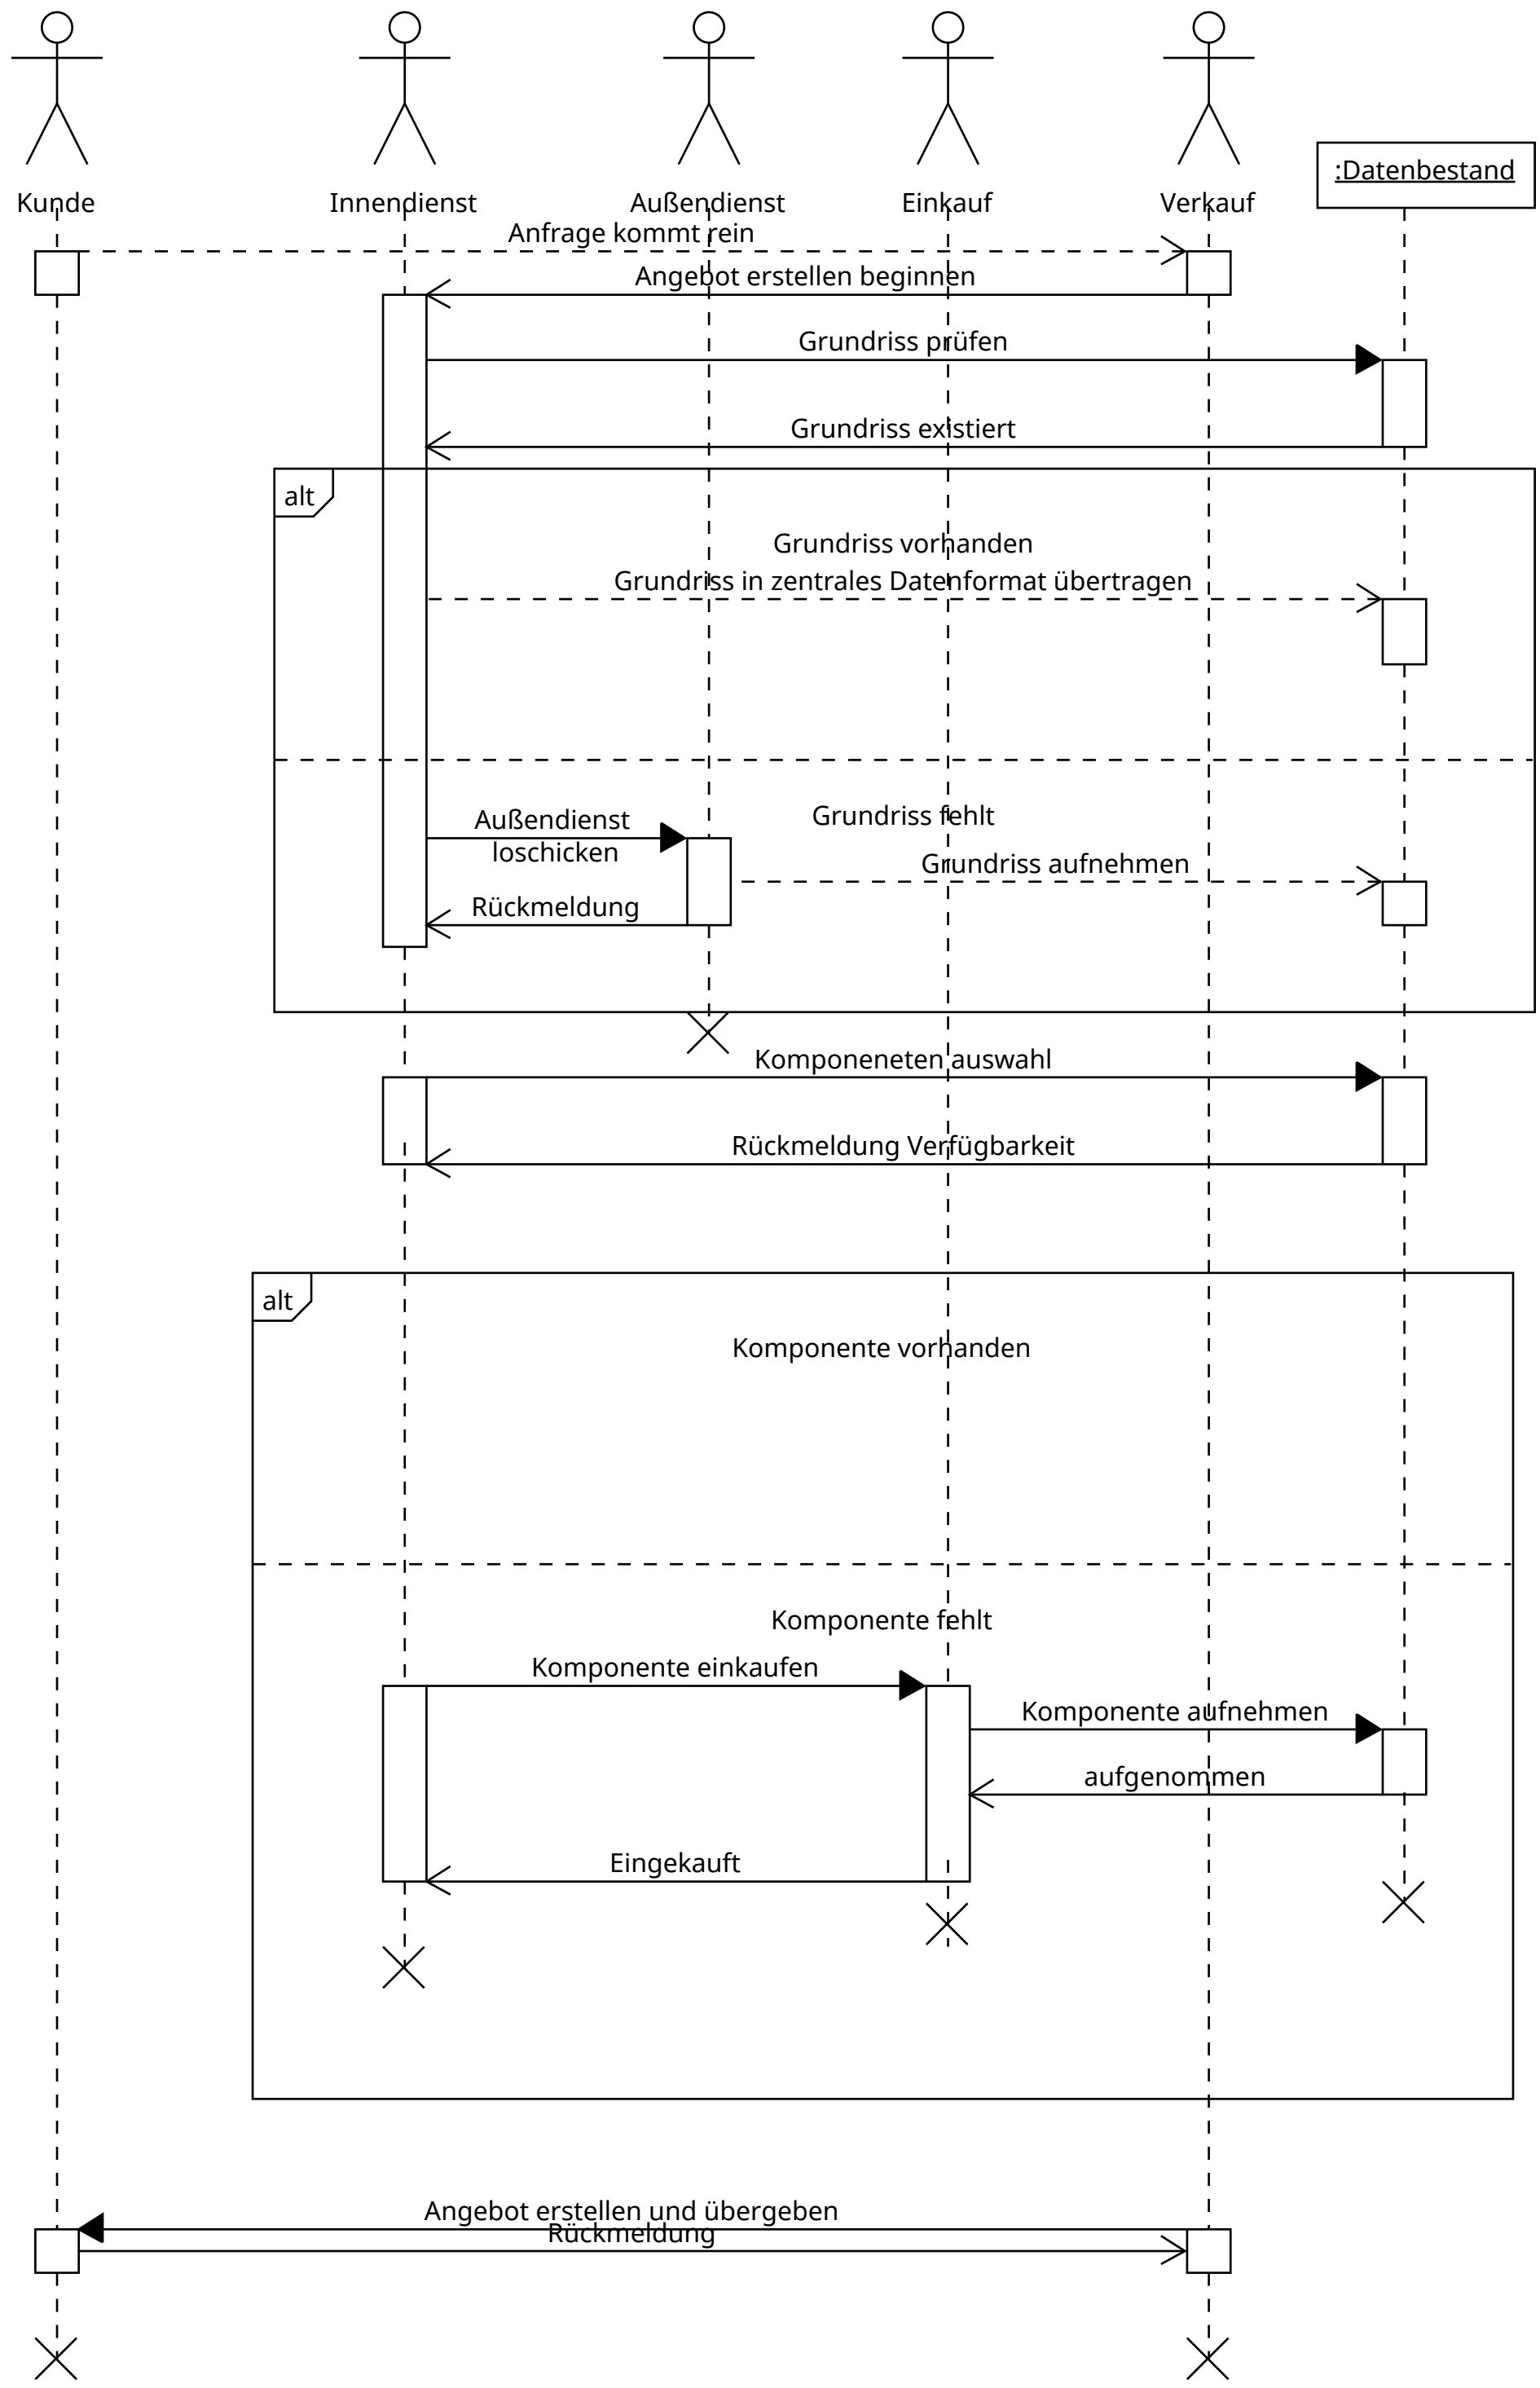 Kunde
Innendienst
Außendienst
Einkauf
Verkauf
:Datenbestand
Anfrage kommt rein
Angebot erstellen beginnen
Grundriss prüfen
Grundriss existiert
alt
Grundriss vorhanden
Grundriss in zentrales Datenformat übertragen
Grundriss fehlt
Außendienst
loschicken
Grundriss aufnehmen
Rückmeldung
Komponeneten auswahl
Rückmeldung Verfügbarkeit
alt
Komponente vorhanden
Komponente fehlt
Komponente einkaufen
Komponente aufnehmen
aufgenommen
Eingekauft
Angebot erstellen und übergeben
Rückmeldung